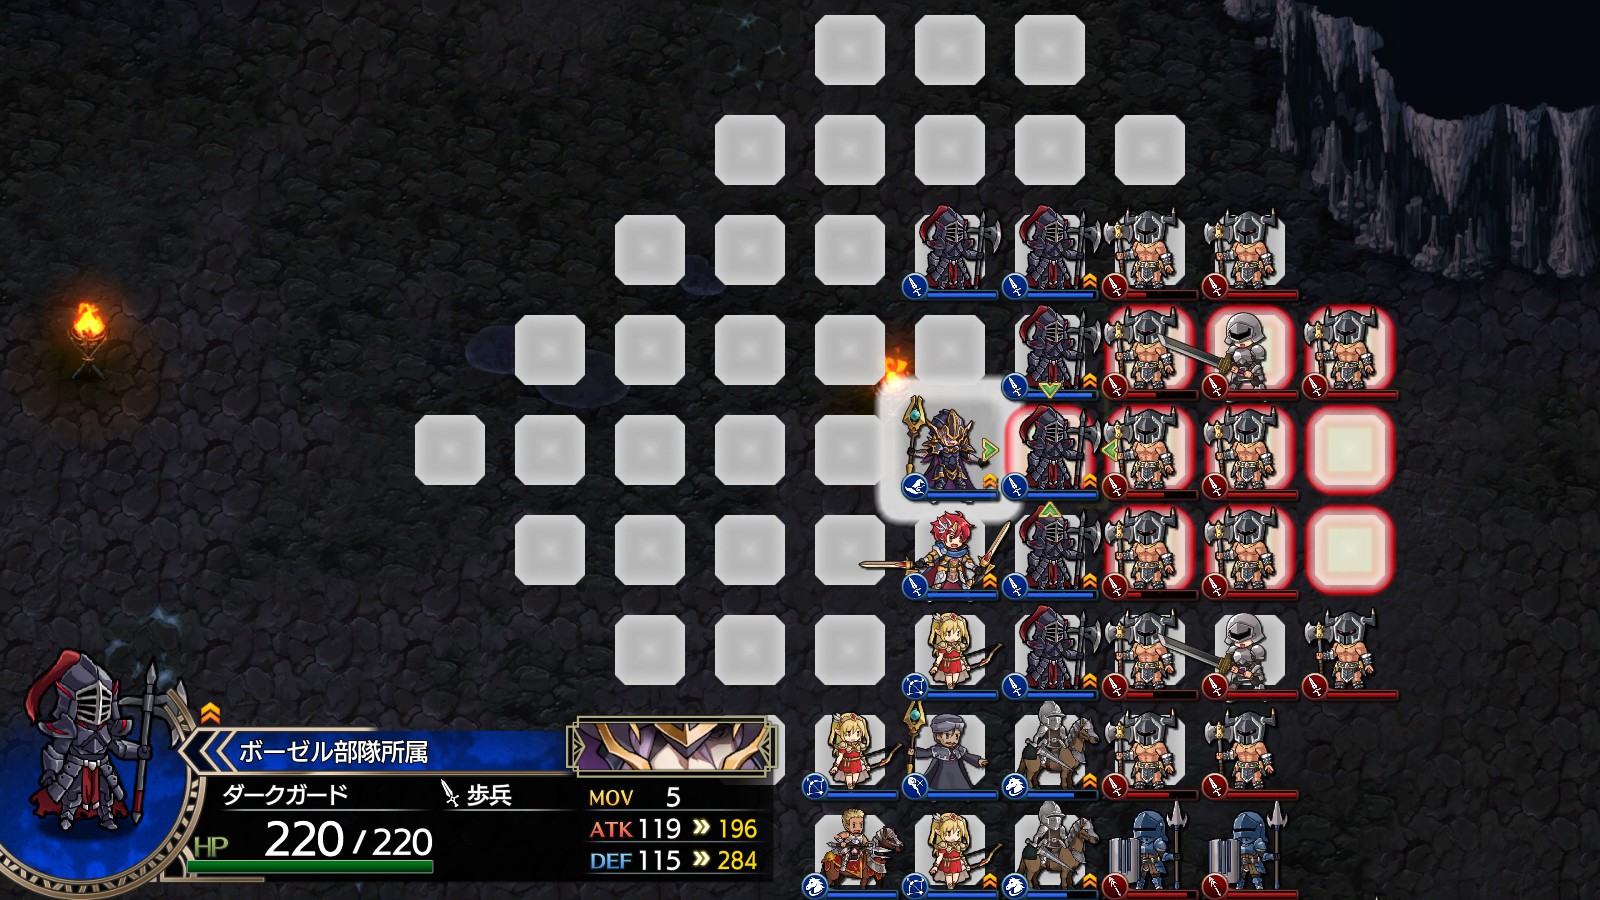 ボーゼル部隊所属
ダークガード 歩兵
HP 220/220
MOV 5
ATK 119 » 196
DEF 115 » 284